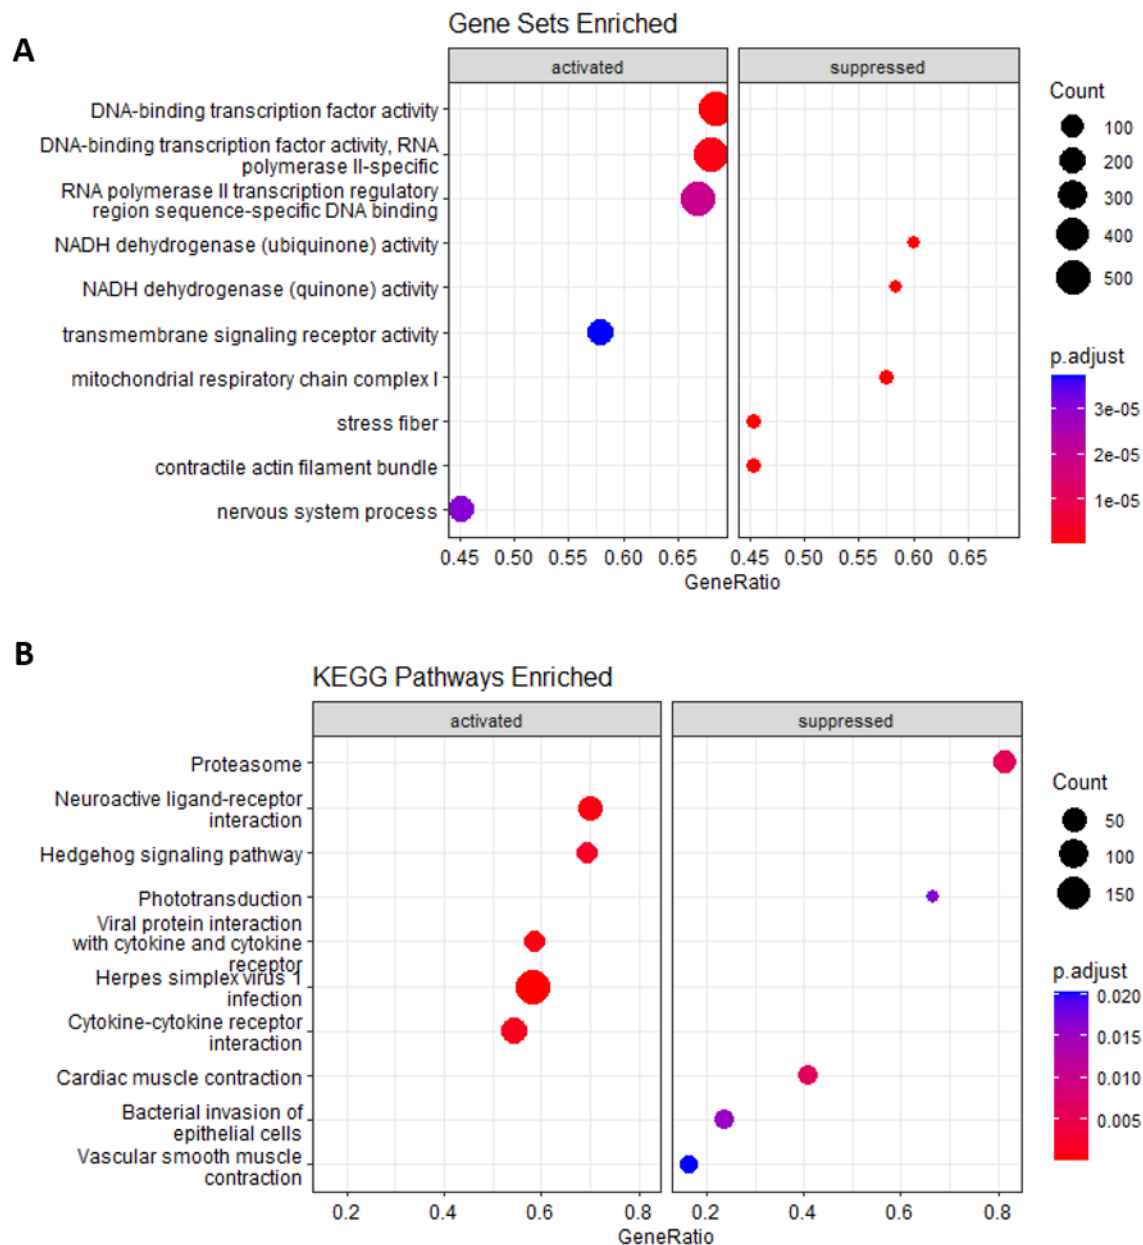 A
Gene Sets Enriched
activated
suppressed
DNA-binding transcription factor activity
DNA-binding transcription factor activity, RNA
polymerase II-specific
RNA polymerase II transcription regulatory
region sequence-specific DNA binding
NADH dehydrogenase (ubiquinone) activity
NADH dehydrogenase (quinone) activity
transmembrane signaling receptor activity
mitochondrial respiratory chain complex I
stress fiber
contractile actin filament bundle
nervous system process
0.45 0.50 0.55 0.60 0.65
0.45 0.50 0.55 0.60 0.65
GeneRatio
Count
100
200
300
400
500
p.adjust
3e-05
2e-05
1e-05
B
KEGG Pathways Enriched
activated
suppressed
Proteasome
Neuroactive ligand-receptor
interaction
Hedgehog signaling pathway
Phototransduction
Viral protein interaction
with cytokine and cytokine
receptor
Herpes simplex virus 1
infection
Cytokine-cytokine receptor
interaction
Cardiac muscle contraction
Bacterial invasion of
epithelial cells
Vascular smooth muscle
contraction
0.2 0.4 0.6 0.8
0.2 0.4 0.6 0.8
GeneRatio
Count
50
100
150
p.adjust
0.020
0.015
0.010
0.005